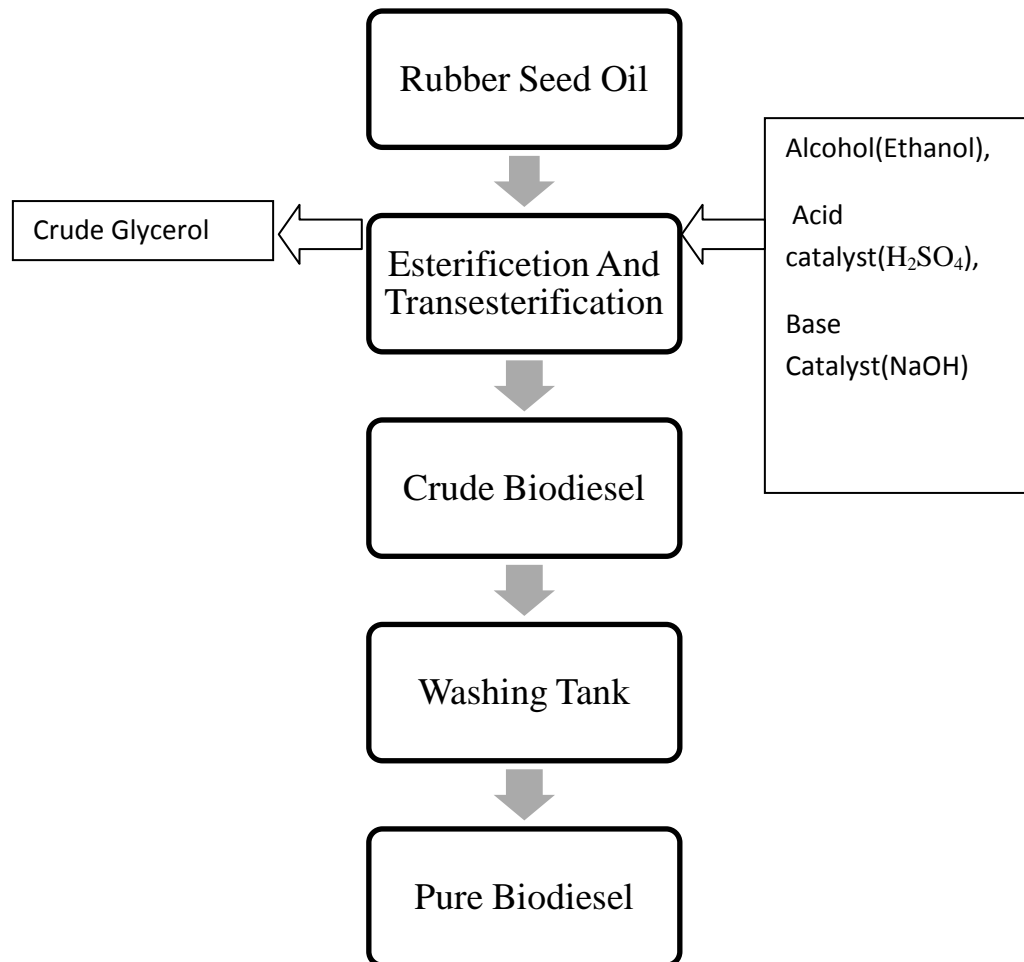 Rubber Seed Oil
Alcohol(Ethanol),
Acid
catalyst(H₂SO₄),
Base
Catalyst(NaOH)
Crude Glycerol
Esterificetion And
Transesterification
Crude Biodiesel
Washing Tank
Pure Biodiesel